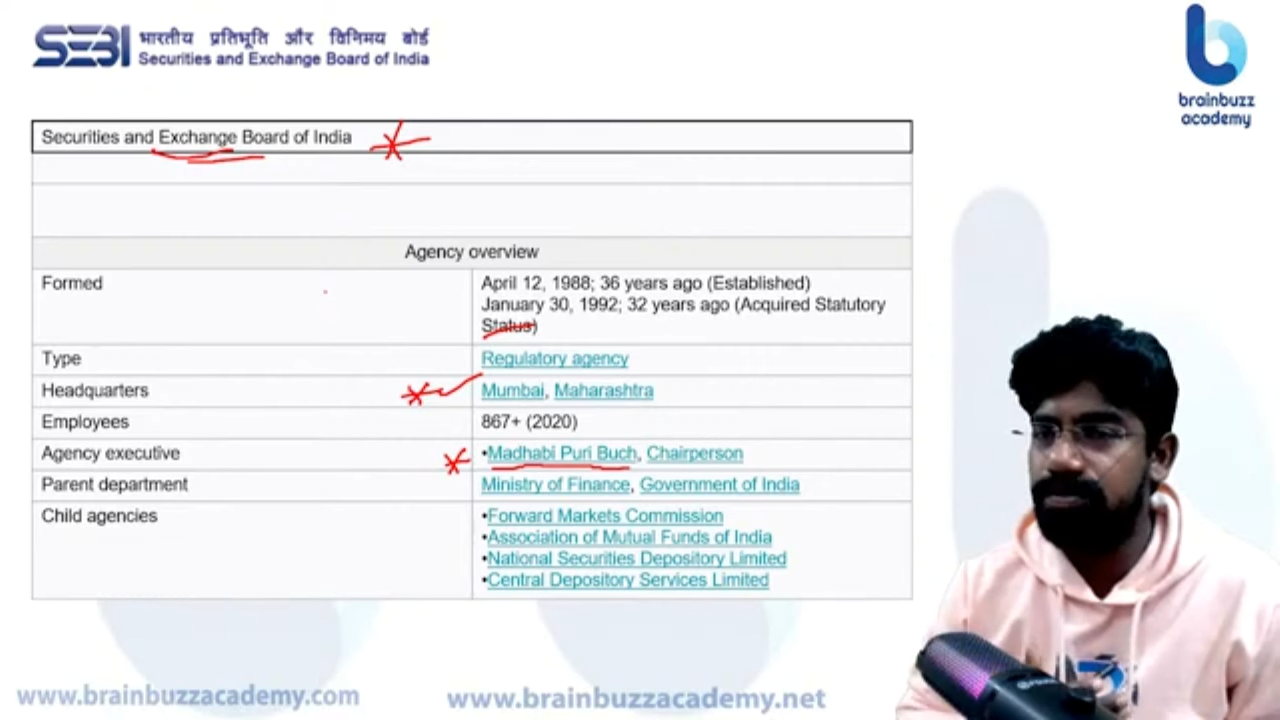 SEBI भारतीय प्रतिभूति और विनिमय बोर्ड
Securities and Exchange Board of India
brainbuzz
academy
Securities and Exchange Board of India
Agency overview
Formed
April 12, 1988; 36 years ago (Established)
January 30, 1992; 32 years ago (Acquired Statutory
Status)
Type Regulatory agency
Headquarters Mumbai, Maharashtra
Employees 867+ (2020)
Agency executive •Madhabi Puri Buch, Chairperson
Parent department Ministry of Finance, Government of India
Child agencies •Forward Markets Commission
•Association of Mutual Funds of India
•National Securities Depository Limited
•Central Depository Services Limited
www.brainbuzzacademy.com www.brainbuzzacademy.net